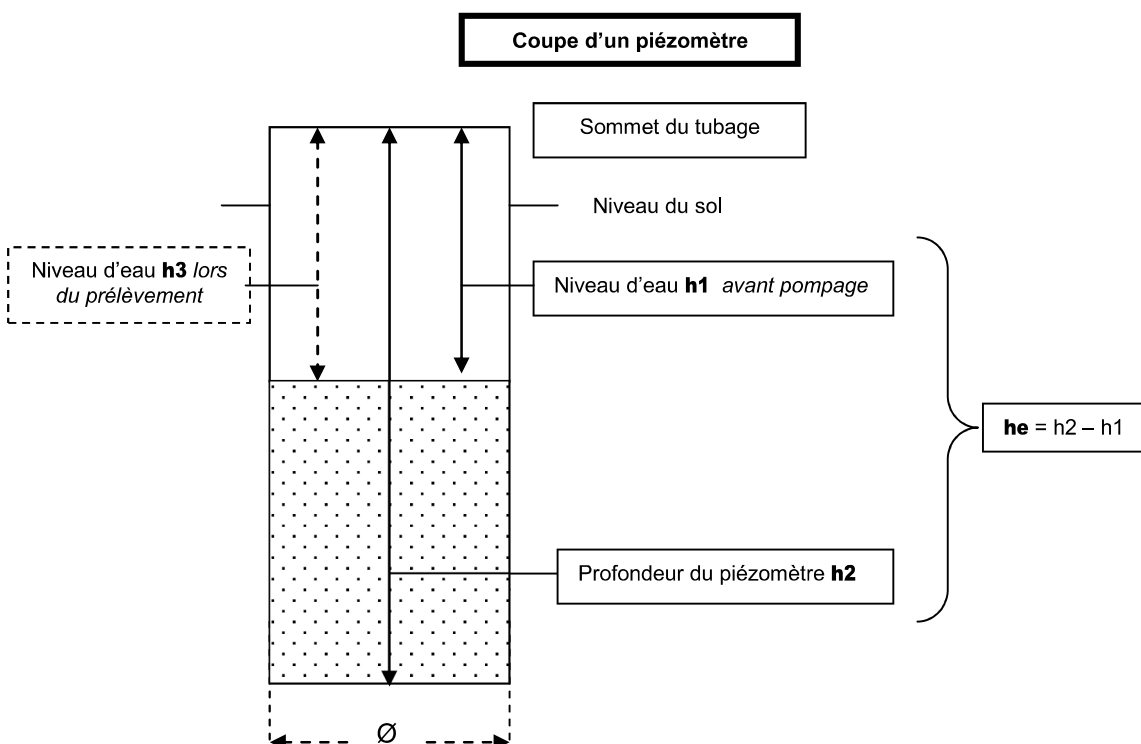 Coupe d’un piézomètre
Sommet du tubage
Niveau du sol
Niveau d’eau h3 lors
du prélèvement
Niveau d’eau h1 avant pompage
he = h2 – h1
Profondeur du piézomètre h2
Ø